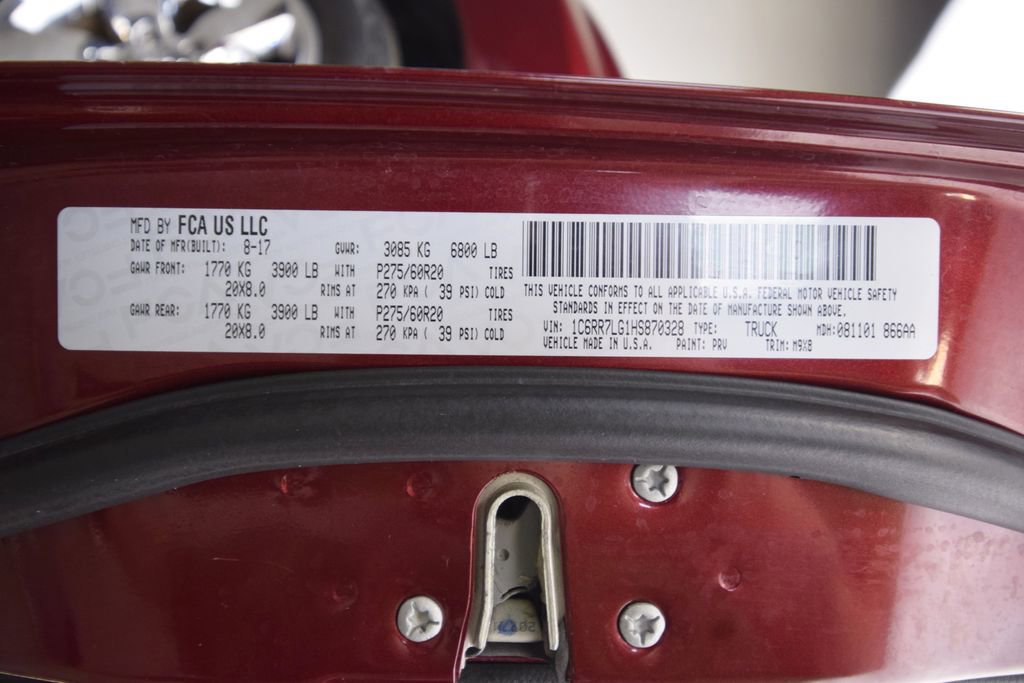 MFD BY FCA US LLC
DATE OF MFR(BUILT): 8-17 GVWR: 3085 KG 6800 LB
GAWR FRONT: 1770 KG 3900 LB WITH P275/60R20 TIRES
20X8.0 RIMS AT 270 KPA ( 39 PSI) COLD
GAWR REAR: 1770 KG 3900 LB WITH P275/60R20 TIRES
20X8.0 RIMS AT 270 KPA ( 39 PSI) COLD
THIS VEHICLE CONFORMS TO ALL APPLICABLE U.S.A. FEDERAL MOTOR VEHICLE SAFETY
STANDARDS IN EFFECT ON THE DATE OF MANUFACTURE SHOWN ABOVE.
VIN: 1C6RR7LG1HS870328 TYPE: TRUCK MDH:081101 866AA
VEHICLE MADE IN U.S.A. PAINT: PRV TRIM: M9X8